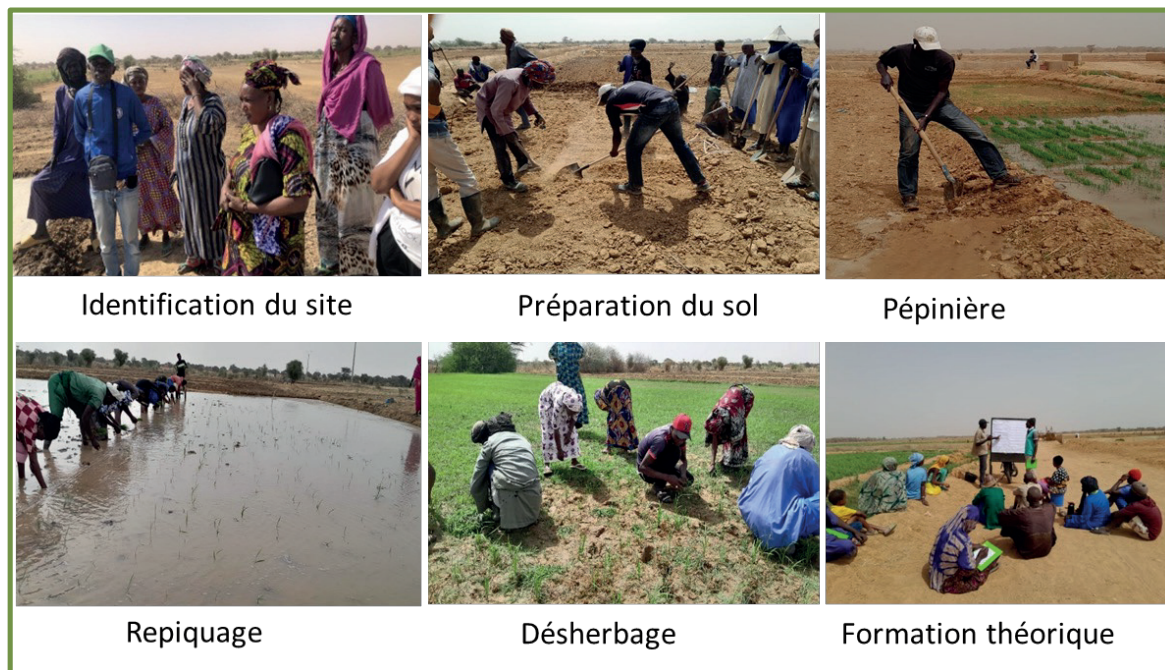 Identification du site
Préparation du sol
Pépinière
Repiquage
Désherbage
Formation théorique